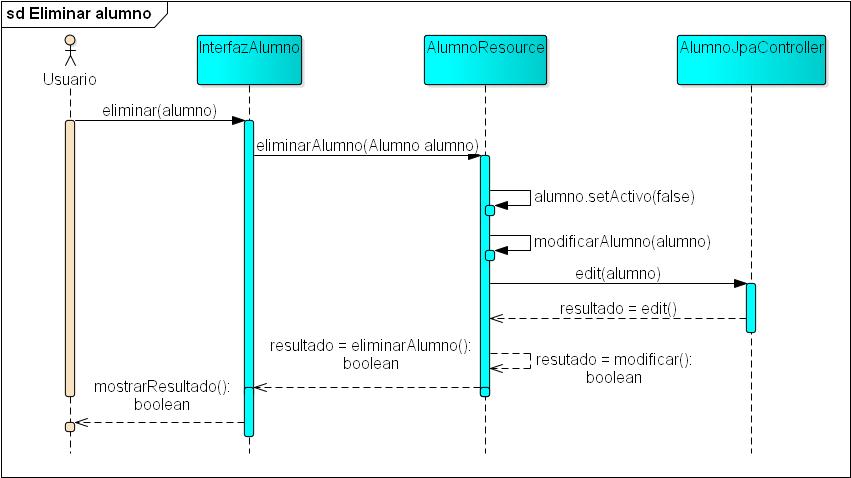 sd Eliminar alumno
InterfazAlumno
AlumnoResource
AlumnoJpaController
Usuario
eliminar(alumno)
eliminarAlumno(Alumno alumno)
alumno.setActivo(false)
modificarAlumno(alumno)
edit(alumno)
resultado = edit()
resultado = eliminarAlumno():
boolean
resutado = modificar():
boolean
mostrarResultado():
boolean